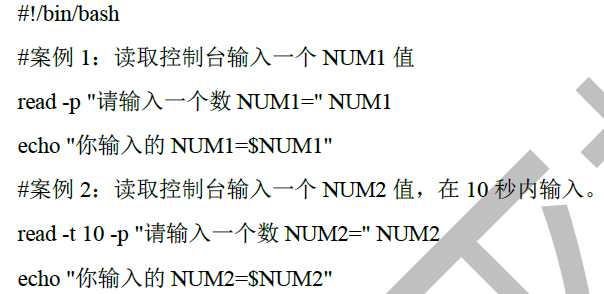 #!/bin/bash
#案例 1：读取控制台输入一个 NUM1 值
read -p "请输入一个数 NUM1=" NUM1
echo "你输入的 NUM1=$NUM1"
#案例 2：读取控制台输入一个 NUM2 值，在 10 秒内输入。
read -t 10 -p "请输入一个数 NUM2=" NUM2
echo "你输入的 NUM2=$NUM2"